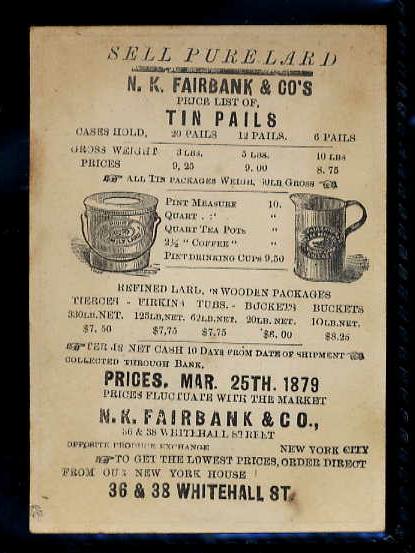 SELL PURE LARD
N. K. FAIRBANK & CO'S
PRICE LIST OF,
TIN PAILS
CASES HOLD, 20 PAILS 12 PAILS. 6 PAILS
GROSS WEIGHT 3 LBS. 5 LBS. 10 LBS
PRICES 9, 25 9. 00 8. 75
ALL TIN PACKAGES WEIGH, LB GROSS
PINT MEASURE 10.
QUART . :' "
QUART TEA POTS "
2½ " COFFEE" "
PINT DRINKING CUPS 9,50
REFINED LARD, IN WOODEN PACKAGES
TIERCES - FIRKINS TUBS. - BUCKETS BUCKETS
330LB.NET. 125LB,NET. 62LB.NET. 20LB. NET. 10LB.NET.
$7. 50 $7,75 $7.75 $8. 00 $8.25
TER IS NET CASH 10 DAYS FROM DATE OF SHIPMENT
COLLECTED THROUGH BANK.
PRICES, MAR. 25TH. 1879
PRICES FLUCTUATE WITH THE MARKET
N. K. FAIRBANK & CO.,
36 & 38 WHITEHALL STREET
OPPOSITE PRODUCE EXCHANGE NEW YORK CITY
TO GET THE LOWEST PRICES, ORDER DIRECT
FROM OUR NEW YORK HOUSE
36 & 38 WHITEHALL ST.